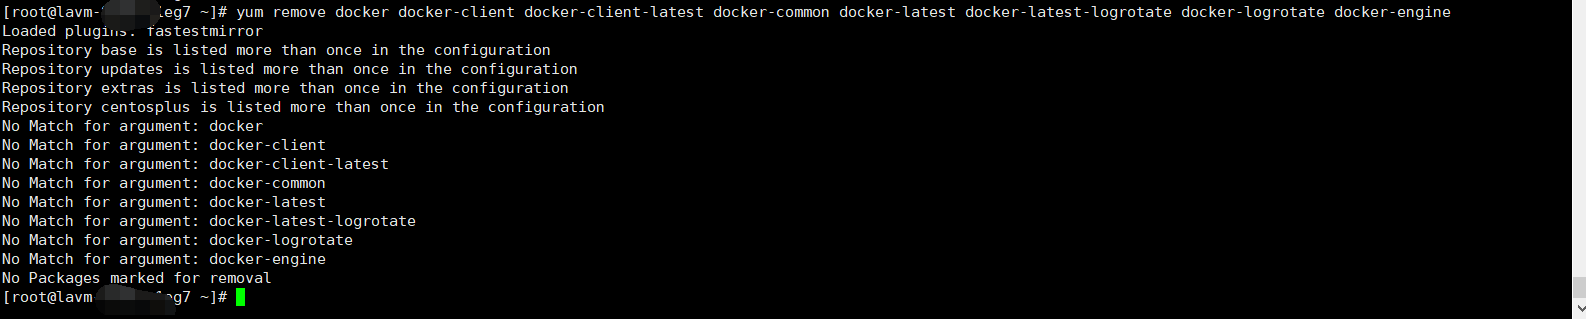 [root@lavm- eg7 ~]# yum remove docker docker-client docker-client-latest docker-common docker-latest docker-latest-logrotate docker-logrotate docker-engine
Loaded plugins: fastestmirror
Repository base is listed more than once in the configuration
Repository updates is listed more than once in the configuration
Repository extras is listed more than once in the configuration
Repository centosplus is listed more than once in the configuration
No Match for argument: docker
No Match for argument: docker-client
No Match for argument: docker-client-latest
No Match for argument: docker-common
No Match for argument: docker-latest
No Match for argument: docker-latest-logrotate
No Match for argument: docker-logrotate
No Match for argument: docker-engine
No Packages marked for removal
[root@lavm- eg7 ~]#